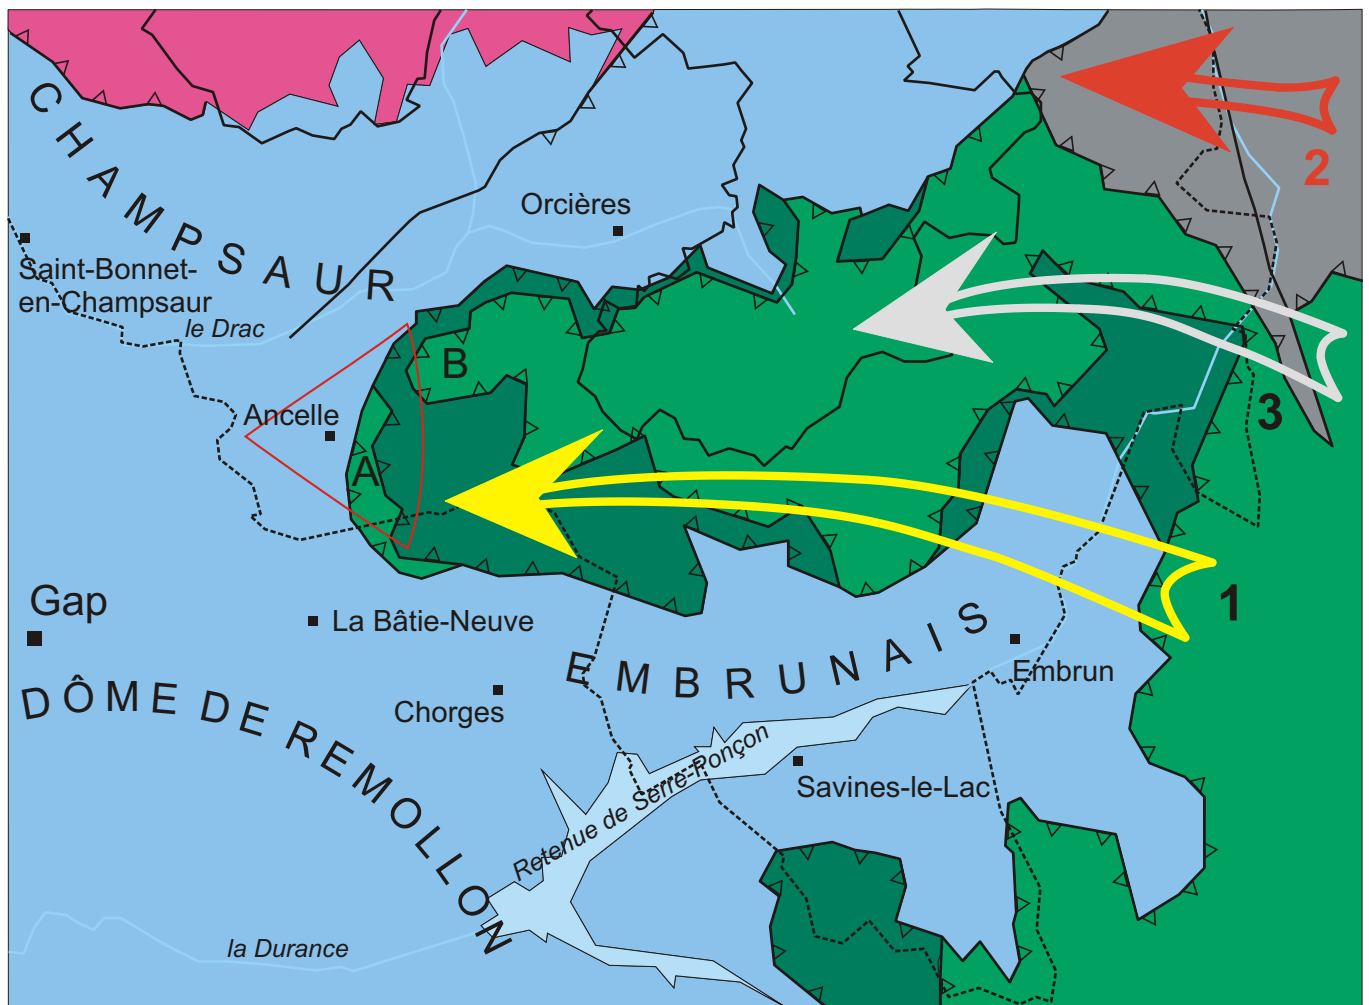 CHAMPSAUR
2
Orcières
Saint-Bonnet-
en-Champsaur
le Drac
B
Ancelle
3
A
Gap
1
La Bâtie-Neuve
EMBRUNAIS
Embrun
DÔME DE REMOLLON
Chorges
Retenue de Serre-Ponçon
Savines-le-Lac
la Durance